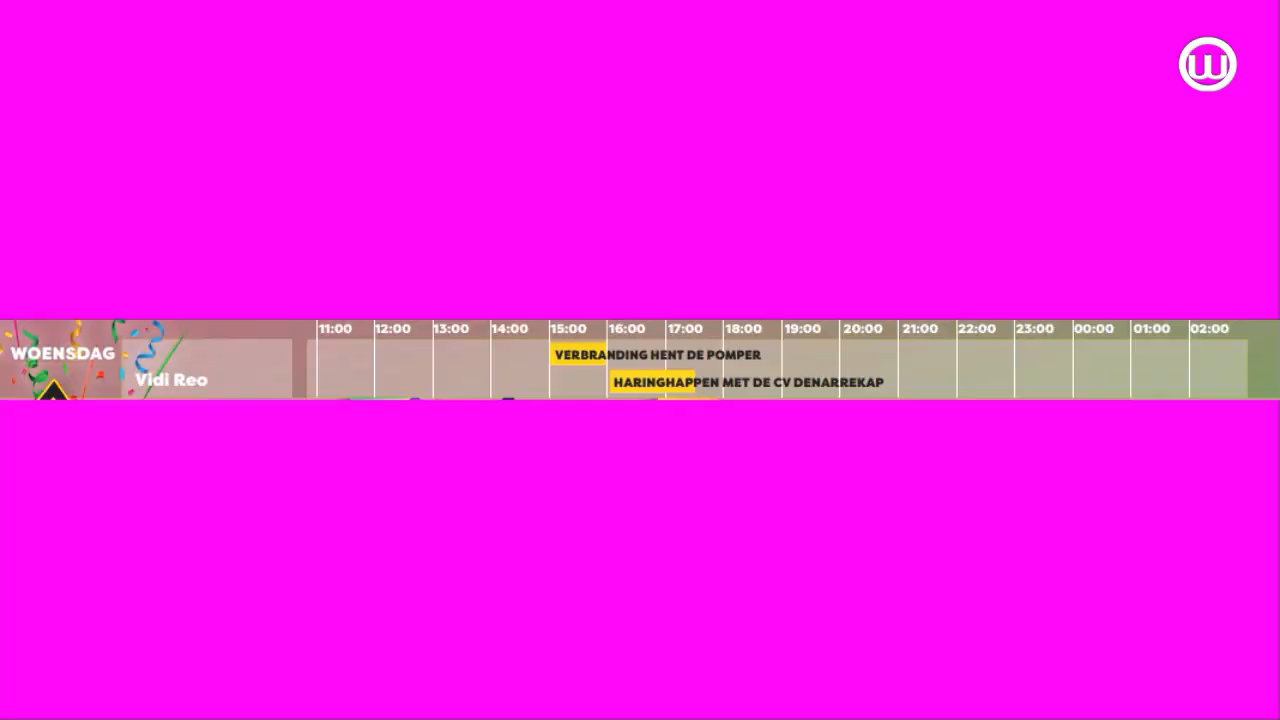 W
11:00 12:00 13:00 14:00 15:00 16:00 17:00 18:00 19:00 20:00 21:00 22:00 23:00 00:00 01:00 02:00
WOENSDAG
VERBRANDING HENT DE POMPER
Vidi Reo
HARINGHAPPEN MET DE CV DENARREKAP